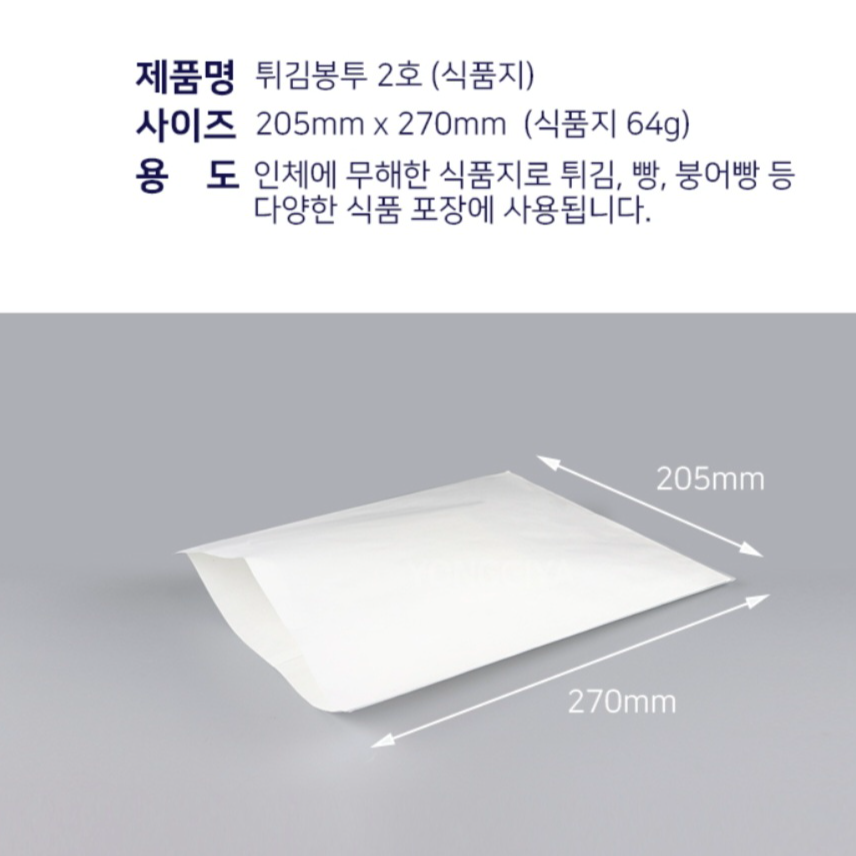 제품명 튀김봉투 2호 (식품지)
사이즈 205mm x 270mm (식품지 64g)
용 도 인체에 무해한 식품지로 튀김, 빵, 붕어빵 등
다양한 식품 포장에 사용됩니다.
205mm
270mm